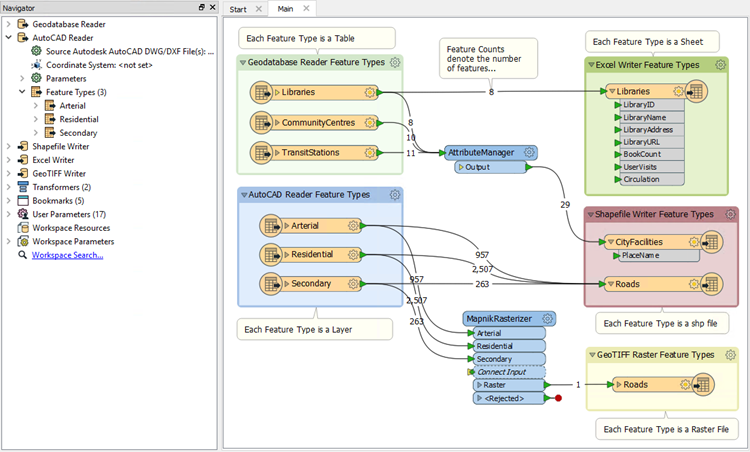 Navigator
Geodatabase Reader
AutoCAD Reader
Source Autodesk AutoCAD DWG/DXF File(s): ...
Coordinate System: <not set>
Parameters
Feature Types (3)
Arterial
Residential
Secondary
Shapefile Writer
Excel Writer
GeoTIFF Writer
Transformers (2)
Bookmarks (5)
User Parameters (17)
Workspace Resources
Workspace Parameters
Workspace Search...
Start
Main
Each Feature Type is a Table
Geodatabase Reader Feature Types
Libraries
CommunityCentres
TransitStations
Feature Counts
denote the number
of features...
8
8
10
11
AttributeManager
Output
29
Each Feature Type is a Sheet
Excel Writer Feature Types
Libraries
LibraryID
LibraryName
LibraryAddress
LibraryURL
BookCount
UserVisits
Circulation
AutoCAD Reader Feature Types
Arterial
Residential
Secondary
Each Feature Type is a Layer
957
2,507
263
957
2,507
263
Shapefile Writer Feature Types
CityFacilities
PlaceName
Roads
Each Feature Type is a shp file
MapnikRasterizer
Arterial
Residential
Secondary
Connect Input
Raster
<Rejected>
1
GeoTIFF Raster Feature Types
Roads
Each Feature Type is a Raster File